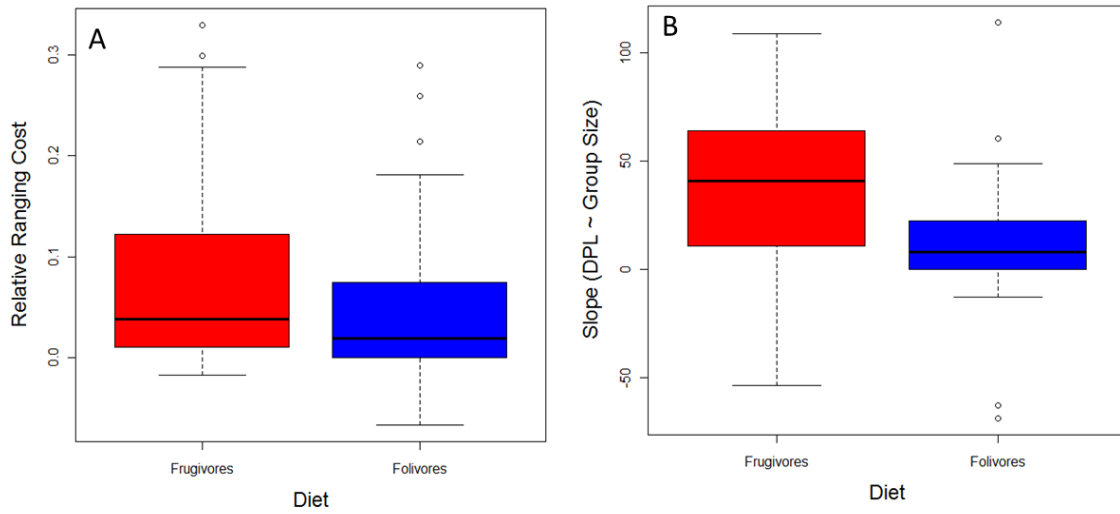 A
Relative Ranging Cost
0.3
0.2
0.1
0.0
Frugivores
Folivores
Diet
B
Slope (DPL ~ Group Size)
100
50
0
-50
Frugivores
Folivores
Diet